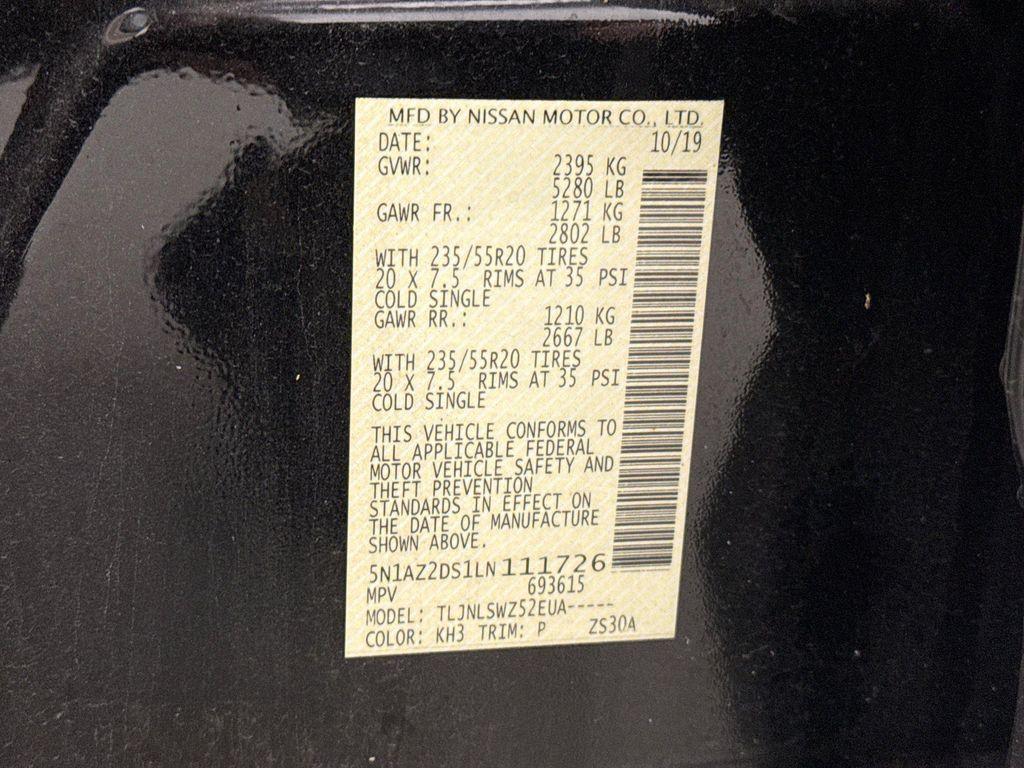 MFD BY NISSAN MOTOR CO., LTD.
DATE: 10/19
GVWR: 2395 KG
5280 LB
GAWR FR.: 1271 KG
2802 LB
WITH 235/55R20 TIRES
20 X 7.5 RIMS AT 35 PSI
COLD SINGLE
GAWR RR.: 1210 KG
2667 LB
WITH 235/55R20 TIRES
20 X 7.5 RIMS AT 35 PSI
COLD SINGLE
THIS VEHICLE CONFORMS TO
ALL APPLICABLE FEDERAL
MOTOR VEHICLE SAFETY AND
THEFT PREVENTION
STANDARDS IN EFFECT ON
THE DATE OF MANUFACTURE
SHOWN ABOVE.
5N1AZ2DS1LN111726
MPV 693615
MODEL: TLJNLSWZ52EUA-----
COLOR: KH3 TRIM: P ZS30A